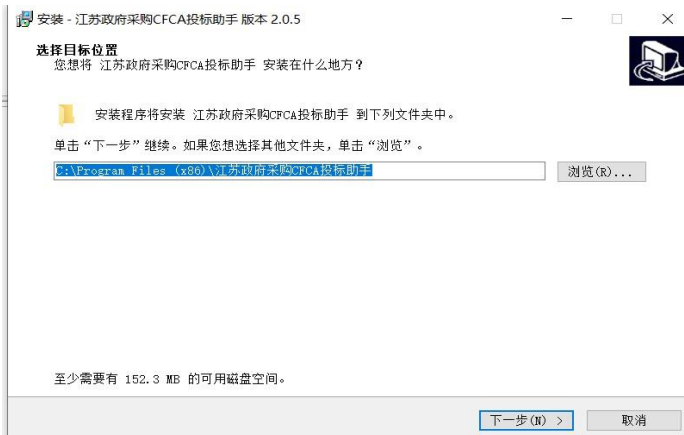 安装 - 江苏政府采购CFCA投标助手 版本 2.0.5
选择目标位置
您想将 江苏政府采购CFCA投标助手 安装在什么地方？
安装程序将安装 江苏政府采购CFCA投标助手 到下列文件夹中。
单击“下一步”继续。如果您想选择其他文件夹，单击“浏览”。
C:\Program Files (x86)\江苏政府采购CFCA投标助手
浏览(R)...
至少需要有 152.3 MB 的可用磁盘空间。
下一步(N) >
取消